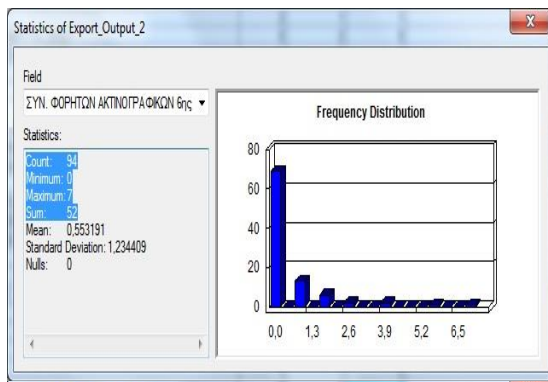 Statistics of Export_Output_2
X
Field
ΣΥΝ. ΦΟΡΗΤΩΝ ΑΚΤΙΝΟΓΡΑΦΙΚΩΝ 6ης
Statistics:
Count: 94
Minimum: 0
Maximum: 7
Sum: 52
Mean: 0,553191
Standard Deviation: 1,234409
Nulls: 0
Frequency Distribution
80
60
40
20
0
0,0 1,3 2,6 3,9 5,2 6,5